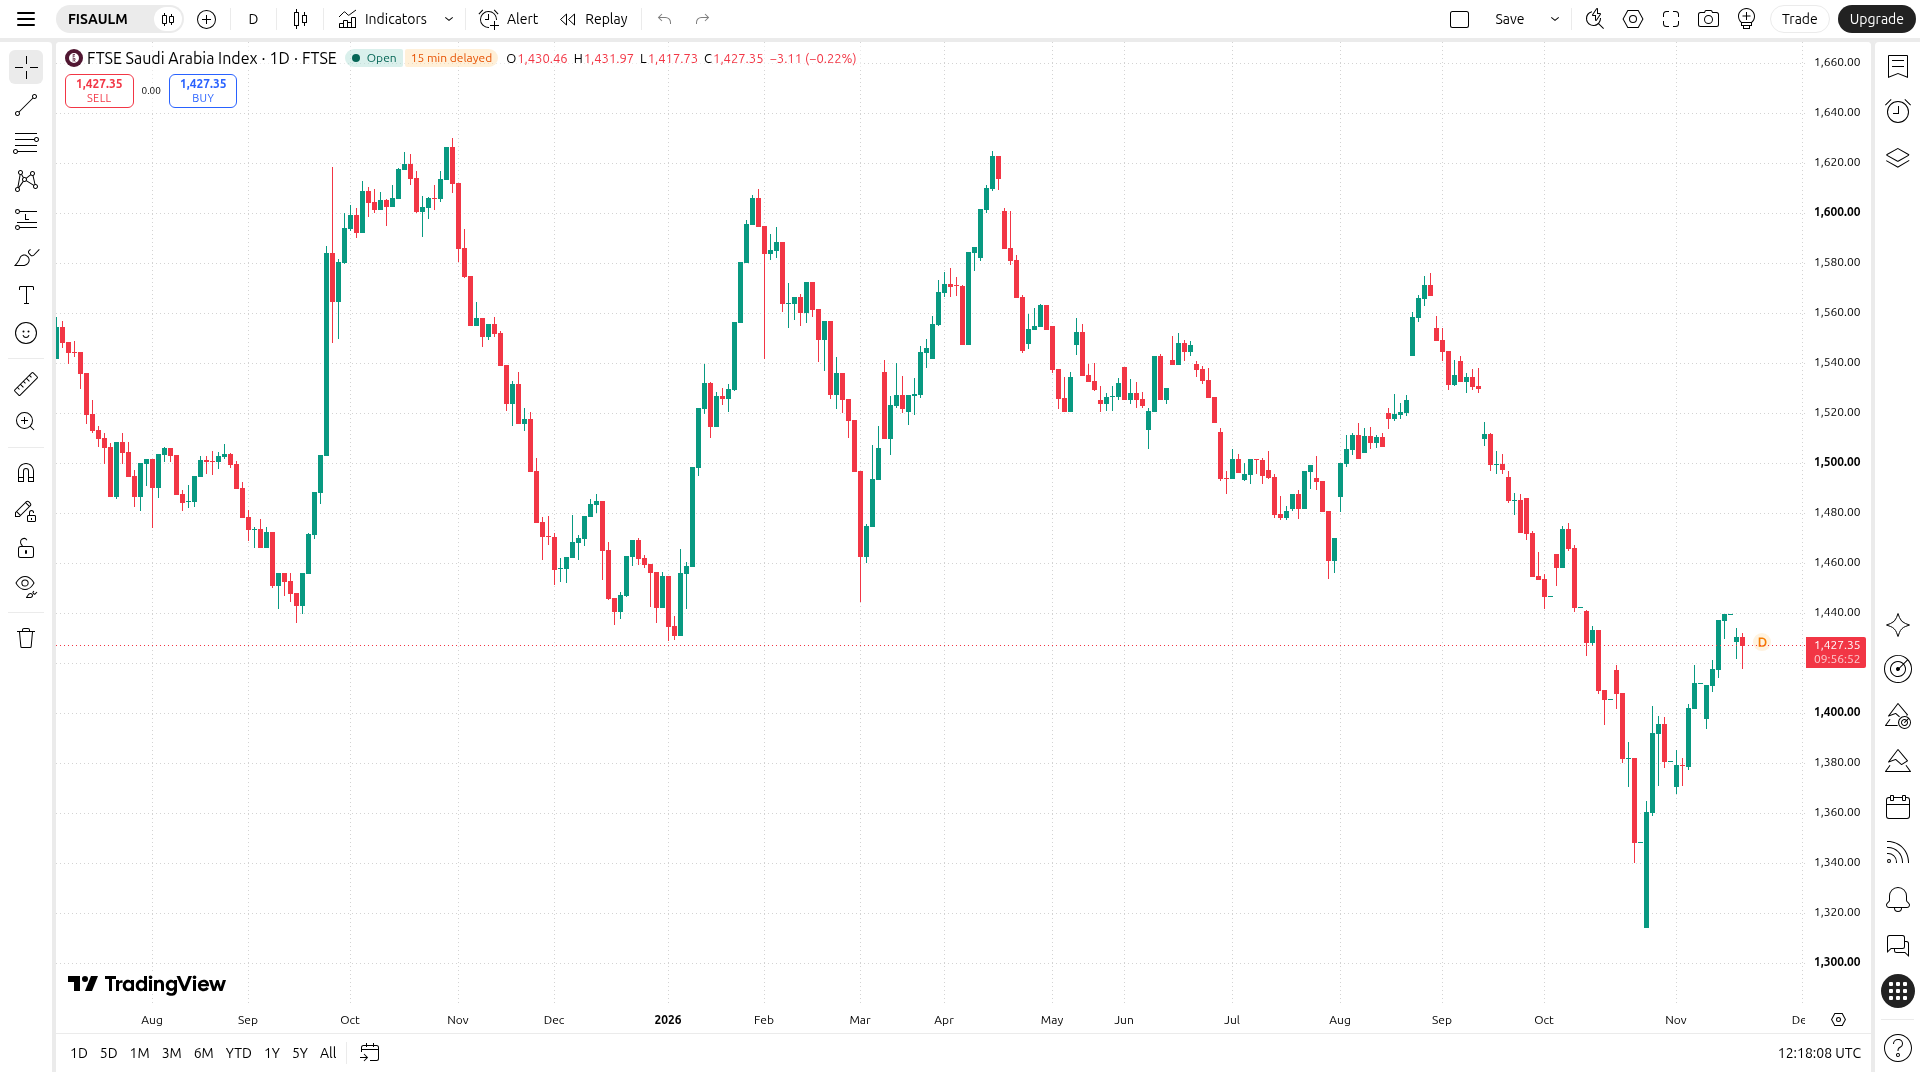 FISAULM
D
Indicators
Alert
Replay
Save
Trade
Upgrade
FTSE Saudi Arabia Index · 1D · FTSE
Open
15 min delayed
O1,430.46 H1,431.97 L1,417.73 C1,427.35 −3.11 (−0.22%)
1,427.35
SELL
0.00
1,427.35
BUY
1,660.00
1,640.00
1,620.00
1,600.00
1,580.00
1,560.00
1,540.00
1,520.00
1,500.00
1,480.00
1,460.00
1,440.00
D
1,427.35
09:56:52
1,400.00
1,380.00
1,360.00
1,340.00
1,320.00
1,300.00
TradingView
Aug Sep Oct Nov Dec 2026 Feb Mar Apr May Jun Jul Aug Sep Oct Nov De
1D 5D 1M 3M 6M YTD 1Y 5Y All
12:18:08 UTC